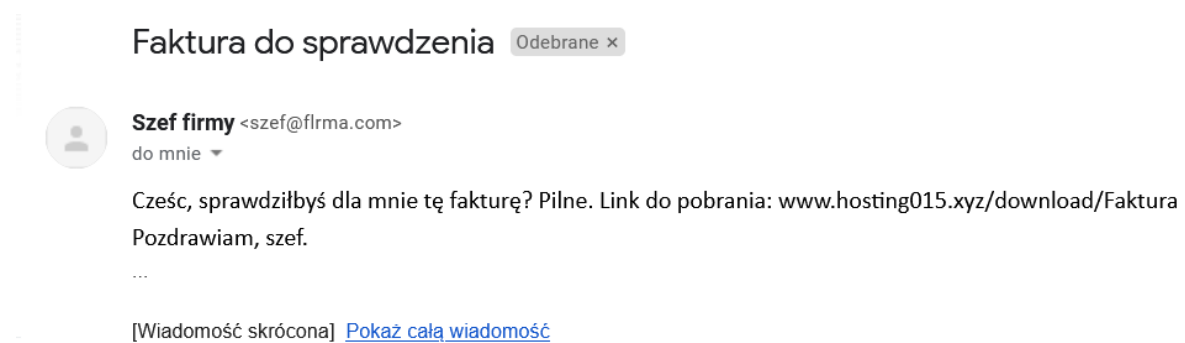 Faktura do sprawdzenia Odebrane ×
Szef firmy <szef@flrma.com>
do mnie
Cześc, sprawdziłbyś dla mnie tę fakturę? Pilne. Link do pobrania: www.hosting015.xyz/download/Faktura
Pozdrawiam, szef.
...
[Wiadomość skrócona] Pokaż całą wiadomość